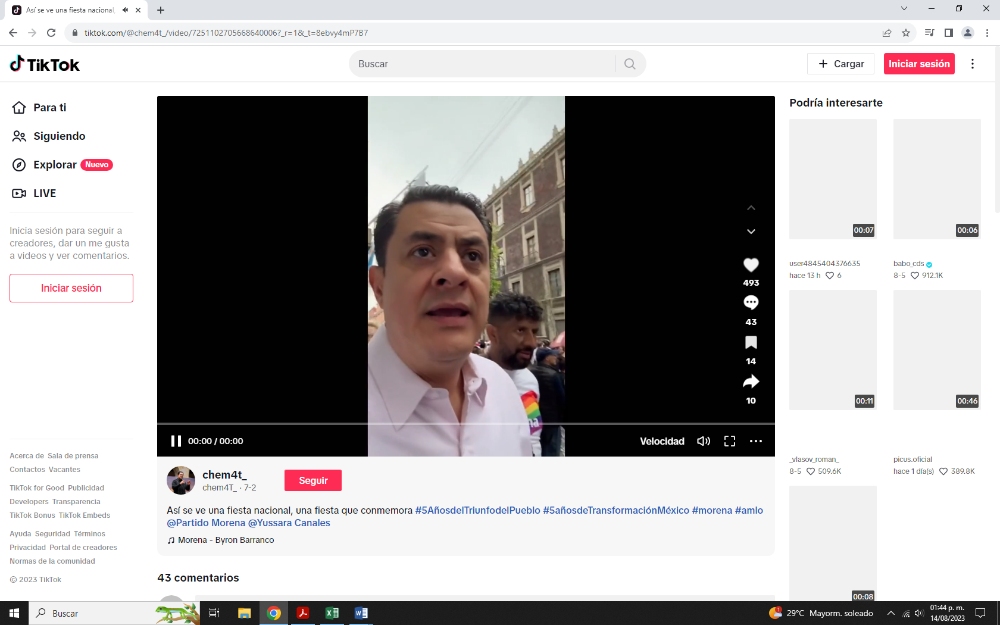 Así se ve una fiesta nacional,
tiktok.com/@chem4t_/video/7251102705668640006?_r=1&_t=8ebvy4mP7B7
TikTok
Buscar
Cargar
Iniciar sesión
Para ti
Siguiendo
Explorar Nuevo
LIVE
Inicia sesión para seguir a
creadores, dar un me gusta
a videos y ver comentarios.
Iniciar sesión
Acerca de Sala de prensa
Contactos Vacantes
TikTok for Good Publicidad
Developers Transparencia
TikTok Bonus TikTok Embeds
Ayuda Seguridad Términos
Privacidad Portal de creadores
Normas de la comunidad
© 2023 TikTok
493
43
14
10
00:00 / 00:00
Velocidad
chem4t_
chem4T_ · 7-2
Seguir
Así se ve una fiesta nacional, una fiesta que conmemora #5AñosdelTriunfodelPueblo #5añosdeTransformaciónMéxico #morena #amlo
@Partido Morena @Yussara Canales
Morena - Byron Barranco
43 comentarios
Podría interesarte
00:07
00:06
user4845404376635
hace 13 h 6
babo_cds
8-5 912.1K
00:11
00:46
_vlasov_roman_
8-5 509.6K
picus.oficial
hace 1 día(s) 389.8K
00:08
Buscar
1
29°C Mayorm. soleado
01:44 p. m.
14/08/2023